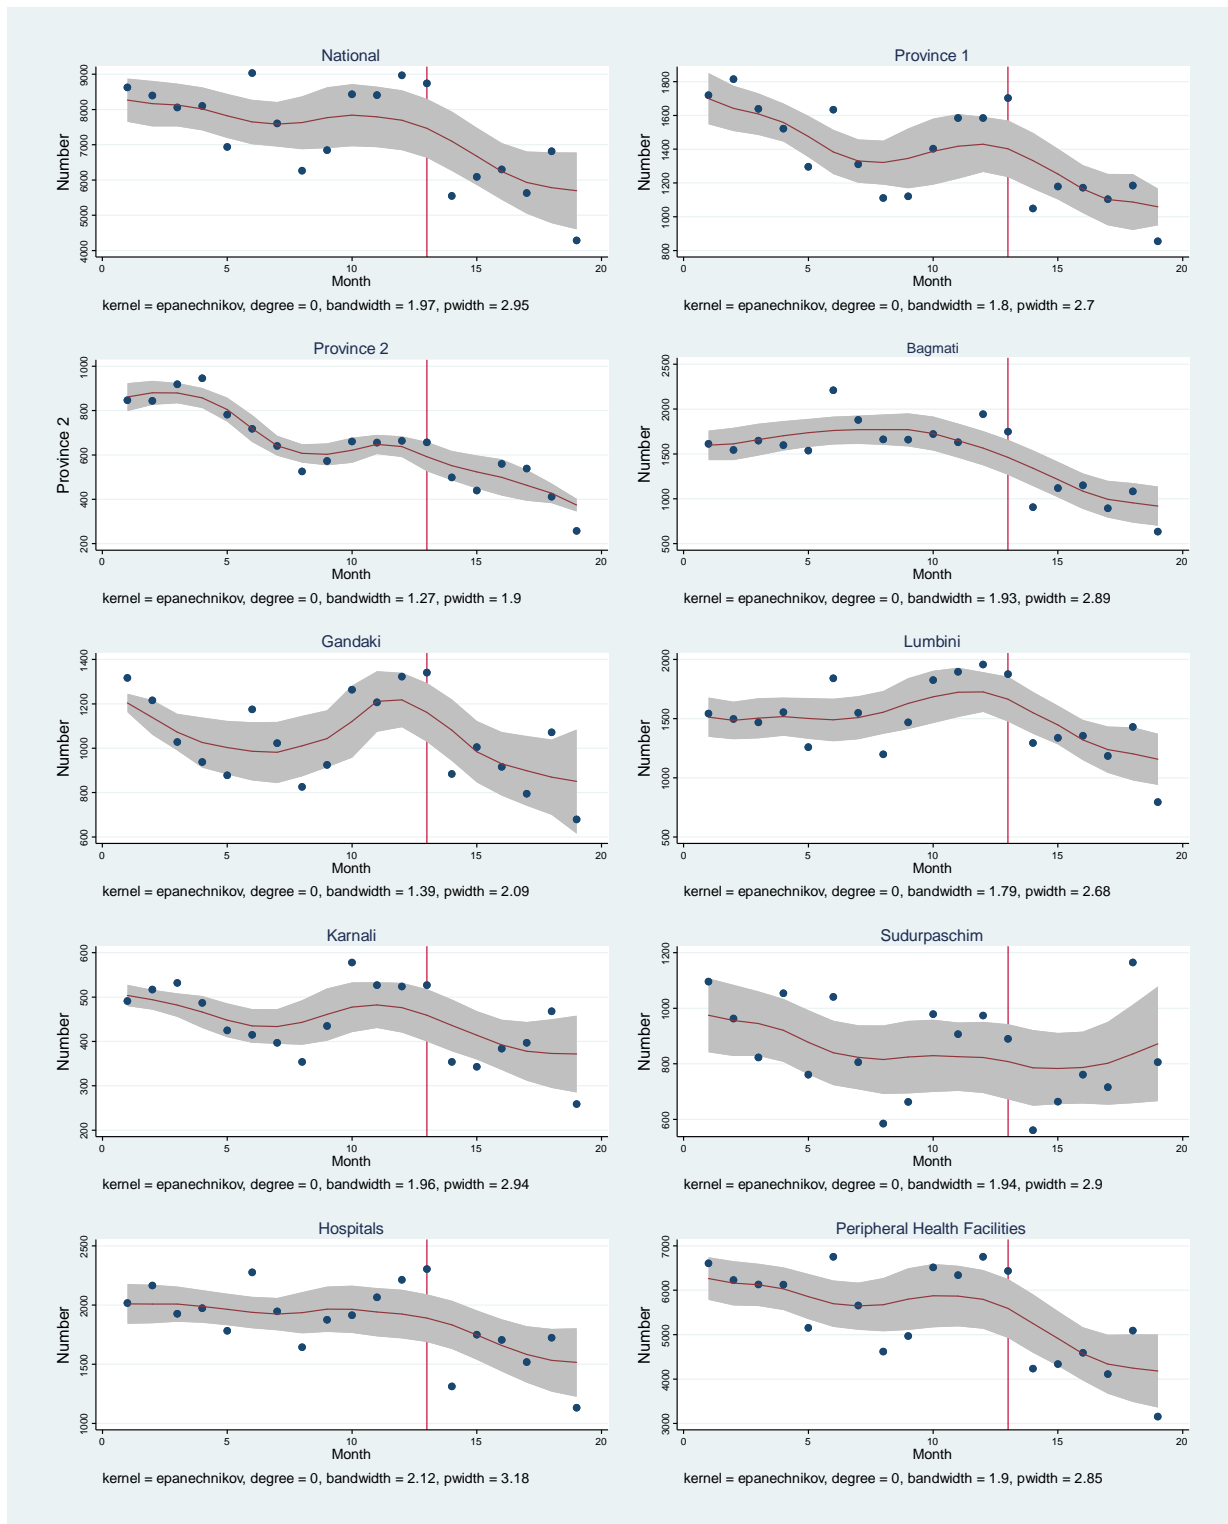 National
Number
9000
8000
7000
6000
5000
4000
0 5 10 15 20
Month
kernel = epanechnikov, degree = 0, bandwidth = 1.97, pwidth = 2.95
Province 1
Number
1800
1600
1400
1200
1000
800
0 5 10 15 20
Month
kernel = epanechnikov, degree = 0, bandwidth = 1.8, pwidth = 2.7
Province 2
Province 2
1000
800
600
400
200
0 5 10 15 20
Month
kernel = epanechnikov, degree = 0, bandwidth = 1.27, pwidth = 1.9
Bagmati
Number
2500
2000
1500
1000
500
0 5 10 15 20
Month
kernel = epanechnikov, degree = 0, bandwidth = 1.93, pwidth = 2.89
Gandaki
Number
1400
1200
1000
800
600
0 5 10 15 20
Month
kernel = epanechnikov, degree = 0, bandwidth = 1.39, pwidth = 2.09
Lumbini
Number
2000
1500
1000
500
0 5 10 15 20
Month
kernel = epanechnikov, degree = 0, bandwidth = 1.79, pwidth = 2.68
Karnali
Number
600
500
400
300
200
0 5 10 15 20
Month
kernel = epanechnikov, degree = 0, bandwidth = 1.96, pwidth = 2.94
Sudurpaschim
Number
1200
1000
800
600
0 5 10 15 20
Month
kernel = epanechnikov, degree = 0, bandwidth = 1.94, pwidth = 2.9
Hospitals
Number
2500
2000
1500
1000
0 5 10 15 20
Month
kernel = epanechnikov, degree = 0, bandwidth = 2.12, pwidth = 3.18
Peripheral Health Facilities
Number
7000
6000
5000
4000
3000
0 5 10 15 20
Month
kernel = epanechnikov, degree = 0, bandwidth = 1.9, pwidth = 2.85